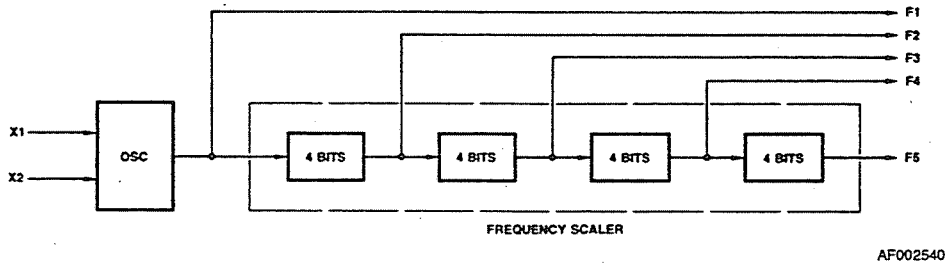 F1
F2
F3
F4
X1
X2
OSC
4 BITS
4 BITS
4 BITS
4 BITS
F5
FREQUENCY SCALER
AF002540